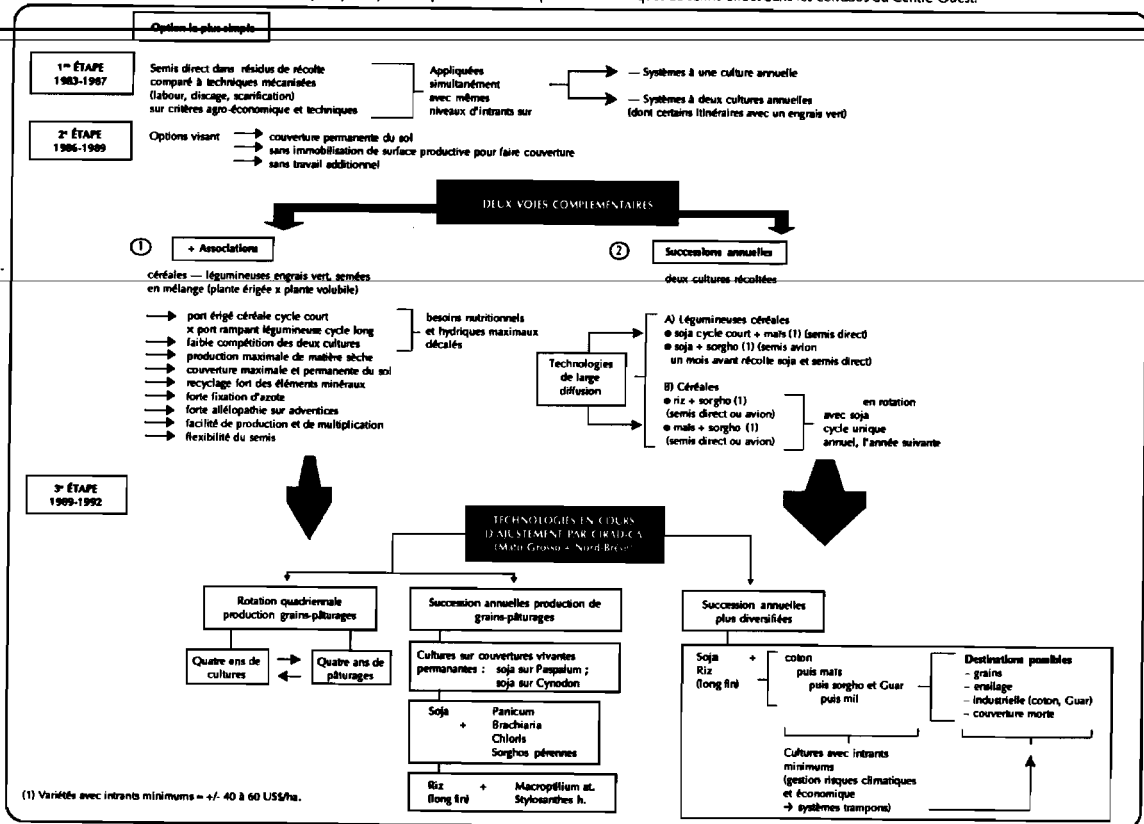 Option la plus simple
1re ÉTAPE
1983-1987
Semis direct dans résidus de récolte
comparé à techniques mécanisées
(labour, discage, scarification)
sur critères agro-économique et techniques
Appliquées
simultanément
avec mêmes
niveaux d'intrants sur
— Systèmes à une culture annuelle
— Systèmes à deux cultures annuelles
(dont certains itinéraires avec un engrais vert)
2e ÉTAPE
1986-1989
Options visant
couverture permanente du sol
sans immobilisation de surface productive pour faire couverture
sans travail additionnel
DEUX VOIES COMPLEMENTAIRES
① + Associations
céréales — légumineuses engrais vert, semées
en mélange (plante érigée x plante volubile)
port érigé céréale cycle court
x port rampant légumineuse cycle long
faible compétition des deux cultures
production maximale de matière sèche
couverture maximale et permanente du sol
recyclage fort des éléments minéraux
forte fixation d'azote
forte allélopathie sur adventices
facilité de production et de multiplication
flexibilité du semis
besoins nutritionnels
et hydriques maximaux
décalés
② Successions annuelles
deux cultures récoltées
Technologies
de large
diffusion
A) Légumineuses céréales
● soja cycle court + maïs (1) (semis direct)
● soja + sorgho (1) (semis avion
un mois avant récolte soja et semis direct)
B) Céréales
● riz + sorgho (1)
(semis direct ou avion)
● maïs + sorgho (1)
(semis direct ou avion)
en rotation
avec soja
cycle unique
annuel, l'année suivante
3e ÉTAPE
1989-1992
TECHNOLOGIES EN COURS
D'AJUSTEMENT PAR CIRAD-CA
(Mato Grosso + Nord-Brésil)
Rotation quadriennale
production grains-pâturages
Quatre ans de
cultures
Quatre ans de
pâturages
Succession annuelles production de
grains-pâturages
Cultures sur couvertures vivantes
permanantes : soja sur Paspalum ;
soja sur Cynodon
Soja + Panicum
Brachiaria
Chloris
Sorghos pérennes
Riz + Macroptilium at.
(long fin) Stylosanthes h.
Succession annuelles
plus diversifiées
Soja +
Riz
(long fin)
coton
puis maïs
puis sorgho et Guar
puis mil
Destinations possibles
– grains
– ensilage
– industrielle (coton, Guar)
– couverture morte
Cultures avec intrants
minimums
(gestion risques climatiques
et économique
→ systèmes trampons)
(1) Variétés avec intrants minimums = +/- 40 à 60 US$/ha.